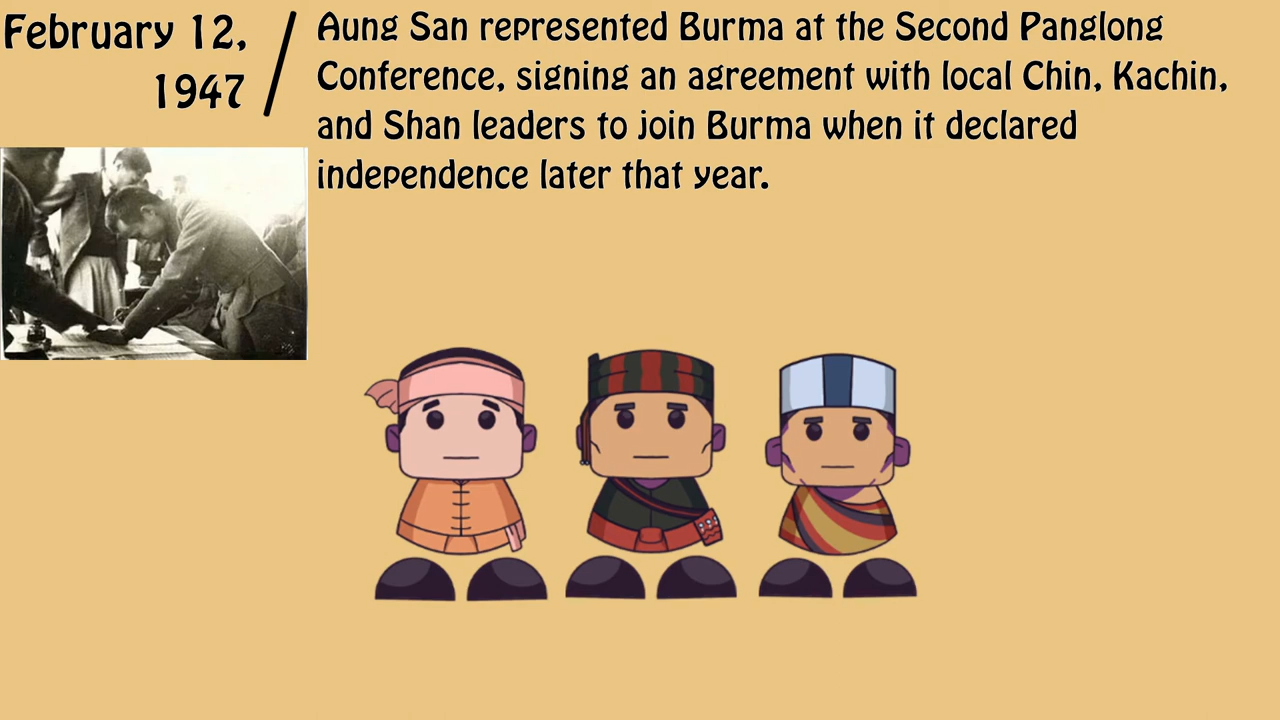 February 12,
1947
/
Aung San represented Burma at the Second Panglong
Conference, signing an agreement with local Chin, Kachin,
and Shan leaders to join Burma when it declared
independence later that year.